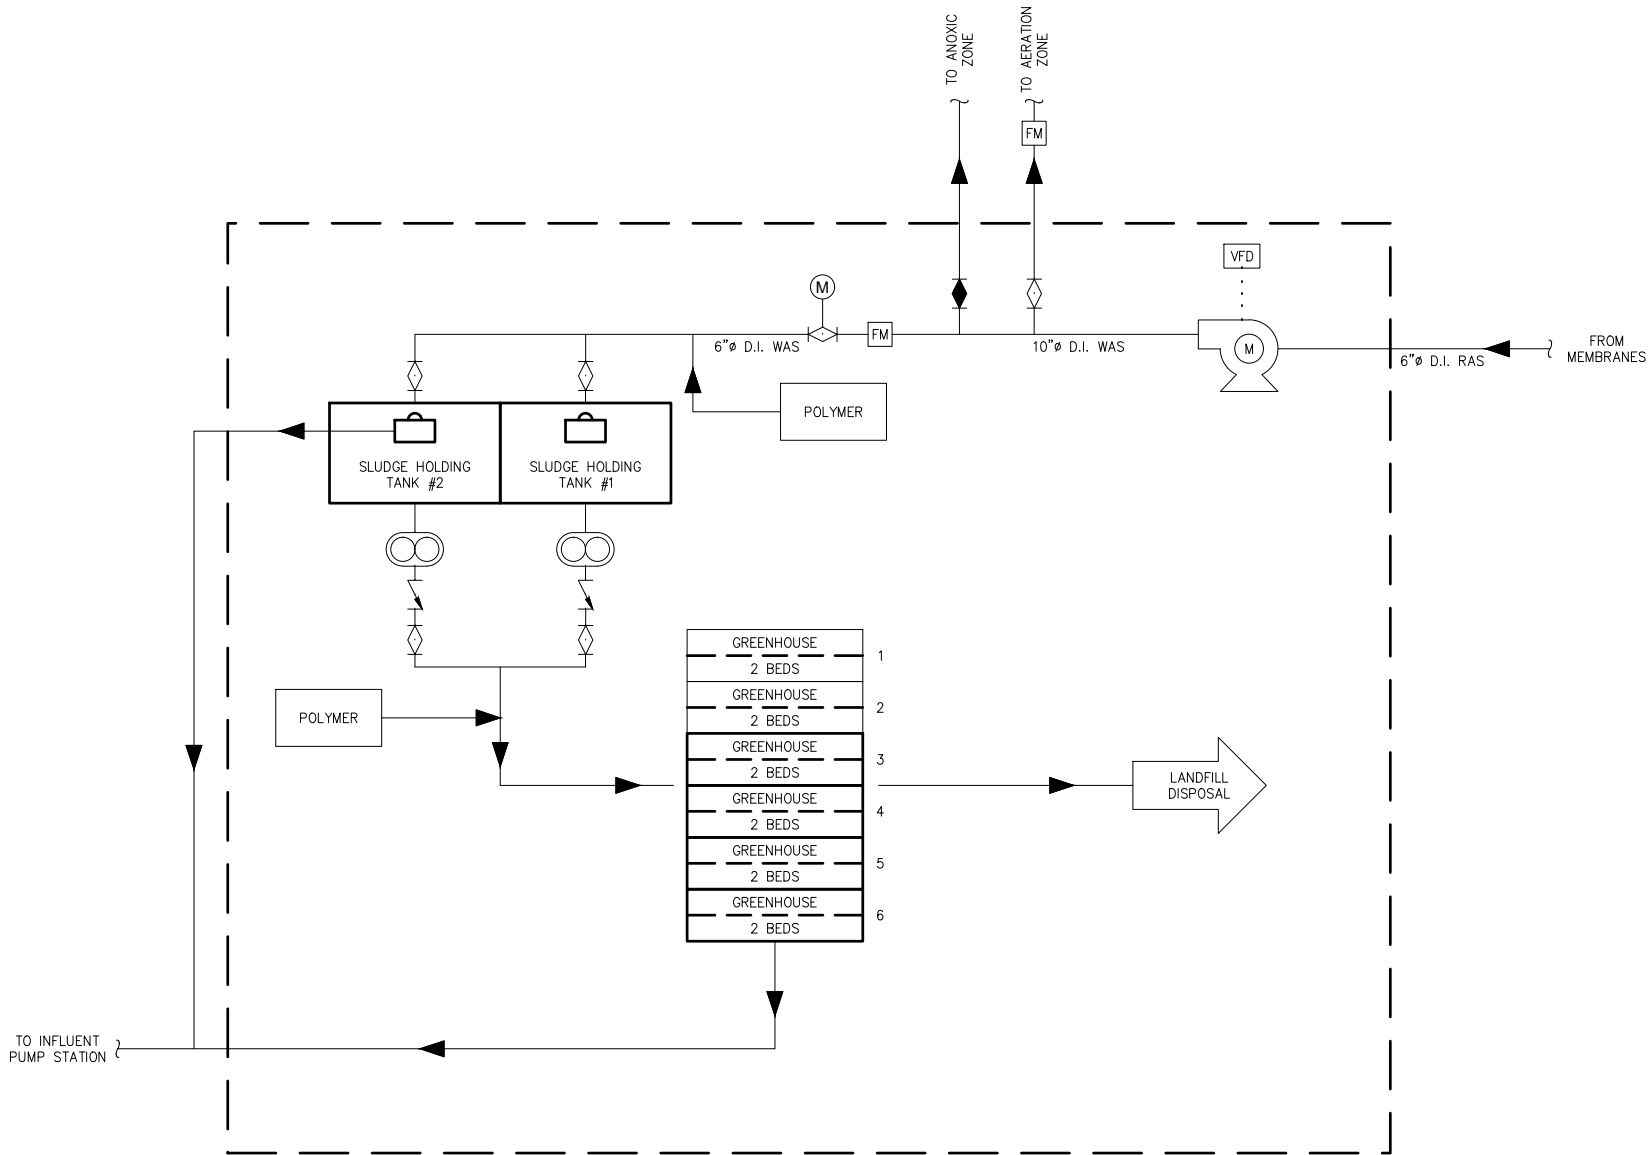 TO ANOXIC
ZONE
TO AERATION
ZONE
FM
VFD
M
FM
6"ø D.I. WAS
10"ø D.I. WAS
M
6"ø D.I. RAS
FROM
MEMBRANES
POLYMER
SLUDGE HOLDING
TANK #2
SLUDGE HOLDING
TANK #1
GREENHOUSE
2 BEDS
1
GREENHOUSE
2 BEDS
2
POLYMER
GREENHOUSE
2 BEDS
3
GREENHOUSE
2 BEDS
4
GREENHOUSE
2 BEDS
5
GREENHOUSE
2 BEDS
6
LANDFILL
DISPOSAL
TO INFLUENT
PUMP STATION